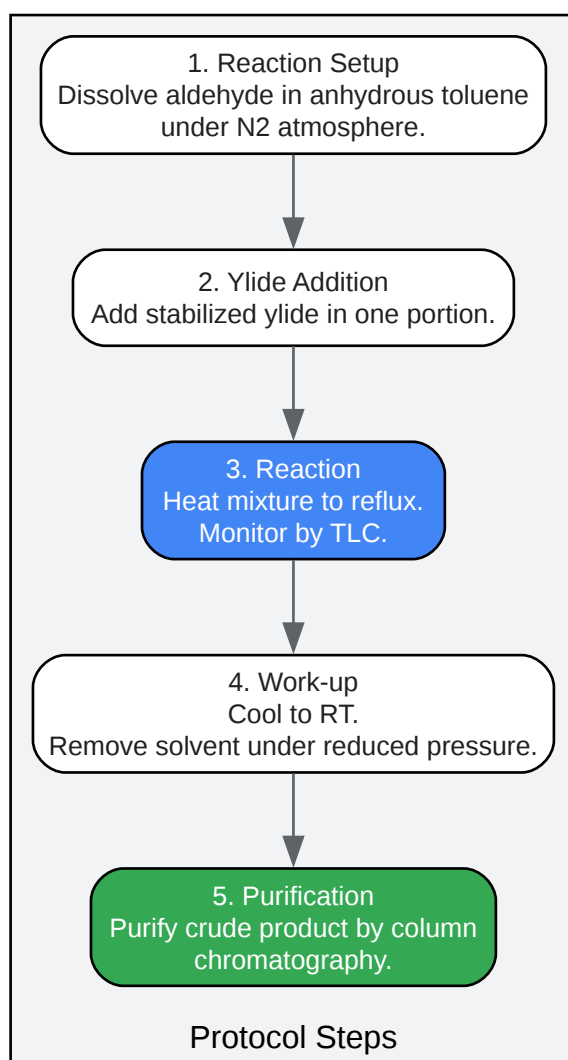 1. Reaction Setup
Dissolve aldehyde in anhydrous toluene
under N2 atmosphere.
2. Ylide Addition
Add stabilized ylide in one portion.
3. Reaction
Heat mixture to reflux.
Monitor by TLC.
4. Work-up
Cool to RT.
Remove solvent under reduced pressure.
5. Purification
Purify crude product by column
chromatography.
Protocol Steps